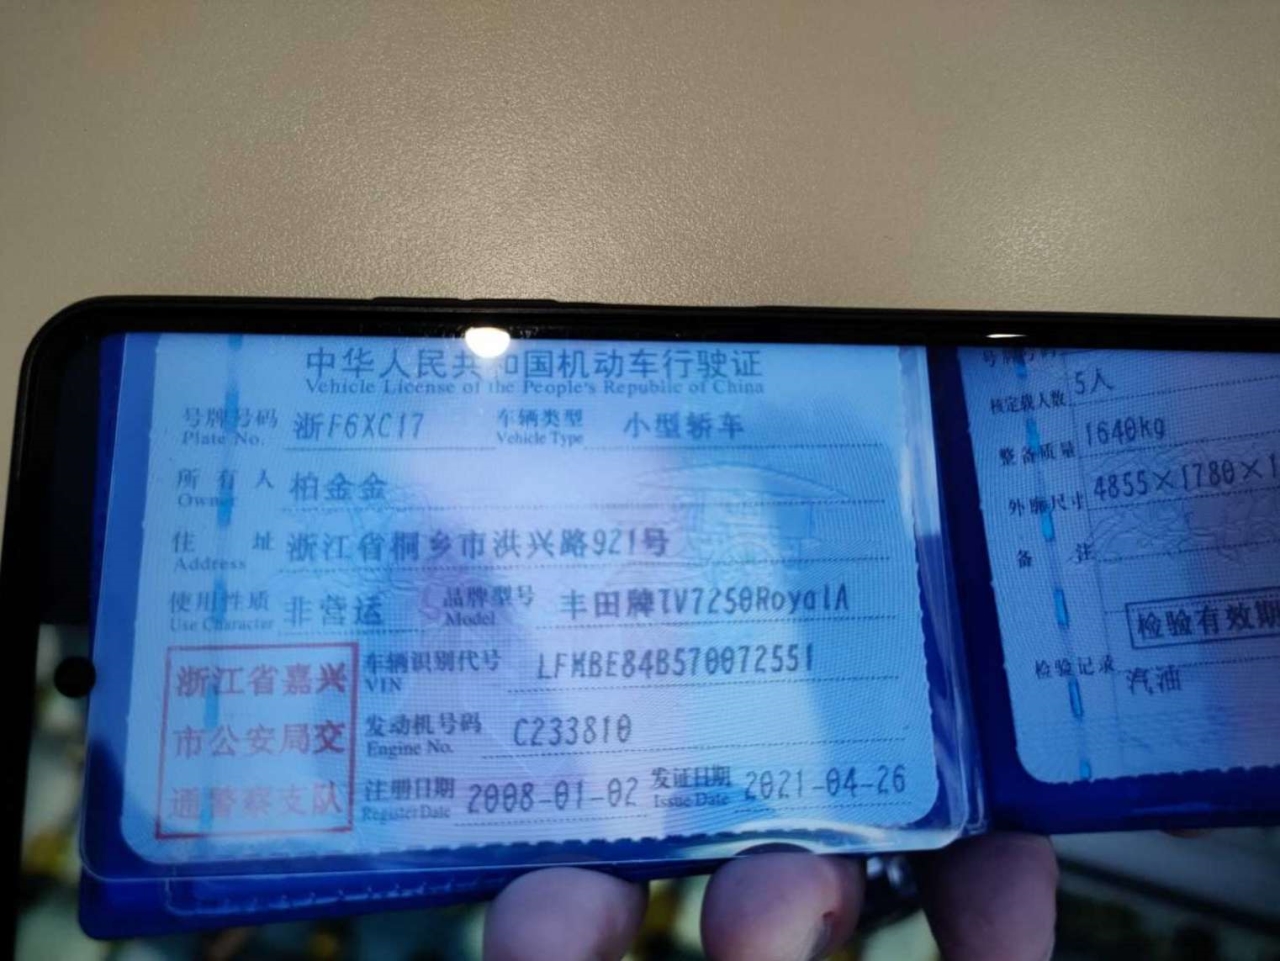 中华人民共和国机动车行驶证
Vehicle License of the People's Republic of China
号牌号码 浙F6XC17 车辆类型 小型轿车
Plate No. Vehicle Type
所有人 柏金金
Owner
住址 浙江省桐乡市洪兴路921号
Address
使用性质 非营运 品牌型号 丰田牌TV7250RoyalA
Use Character Model
车辆识别代号 LFMBE84B570072551
VIN
发动机号码 C233810
Engine No.
注册日期 2008-01-02 发证日期 2021-04-26
Register Date Issue Date
浙江省嘉兴
市公安局交
通警察支队
号牌号码
核定载人数 5人
整备质量 1640kg
外廓尺寸 4855×1780×1
备注
检验有效期
检验记录
汽油